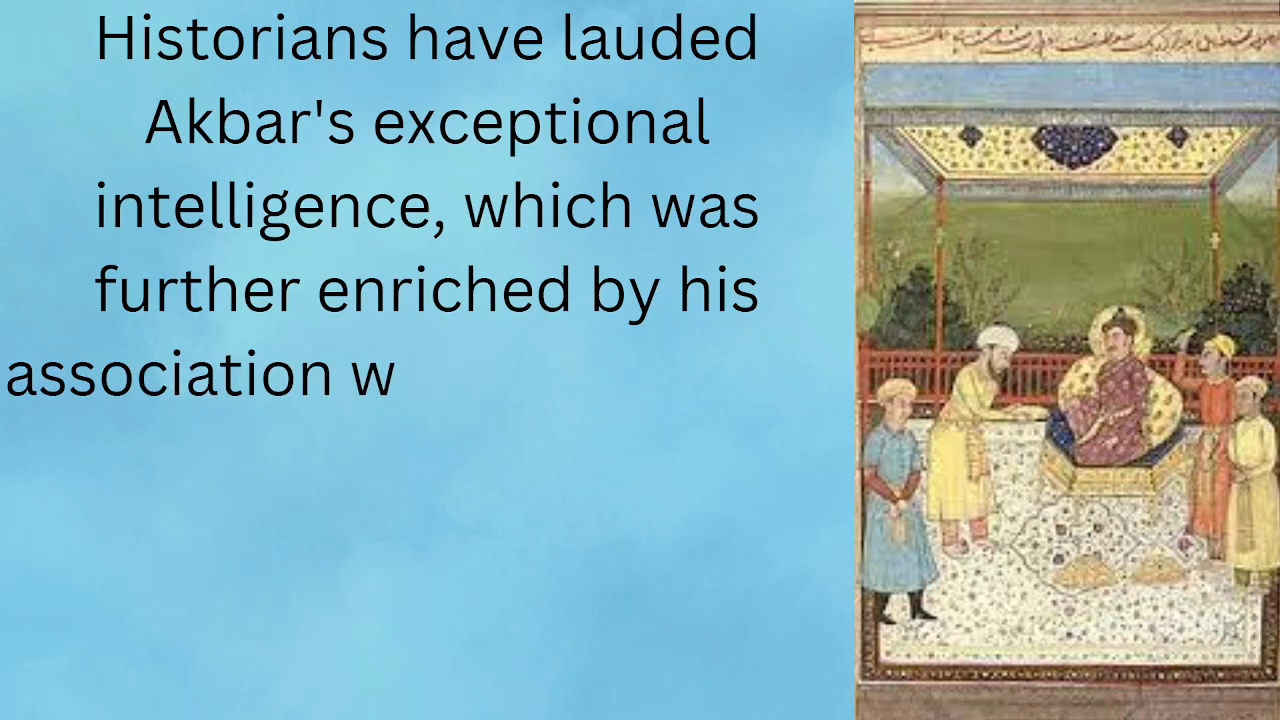 Historians have lauded
Akbar's exceptional
intelligence, which was
further enriched by his
association w